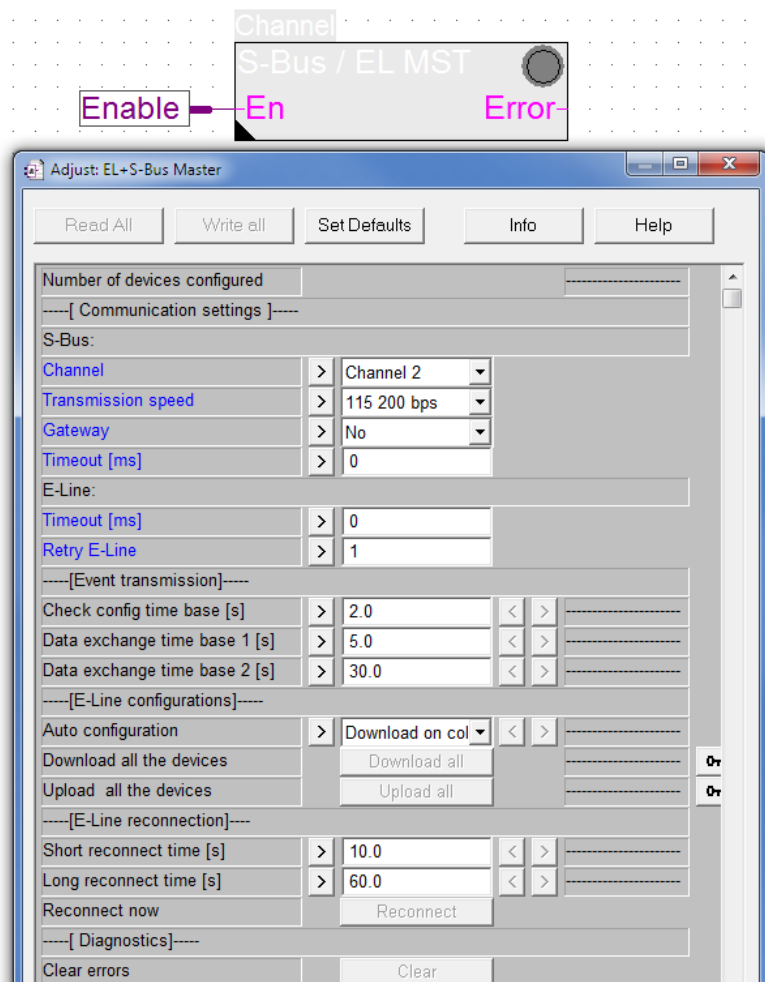 Channel
S-Bus / EL MST
Enable En Error
Adjust: EL+S-Bus Master
Read All Write all Set Defaults Info Help
Number of devices configured ----------------------
-----[ Communication settings ]-----
S-Bus:
Channel > Channel 2
Transmission speed > 115 200 bps
Gateway > No
Timeout [ms] > 0
E-Line:
Timeout [ms] > 0
Retry E-Line > 1
-----[Event transmission]-----
Check config time base [s] > 2.0 < > ----------------------
Data exchange time base 1 [s] > 5.0 < > ----------------------
Data exchange time base 2 [s] > 30.0 < > ----------------------
-----[E-Line configurations]-----
Auto configuration > Download on col < > ----------------------
Download all the devices Download all ----------------------
Upload all the devices Upload all ----------------------
-----[E-Line reconnection]----
Short reconnect time [s] > 10.0 < > ----------------------
Long reconnect time [s] > 60.0 < > ----------------------
Reconnect now Reconnect
-----[ Diagnostics]-----
Clear errors Clear